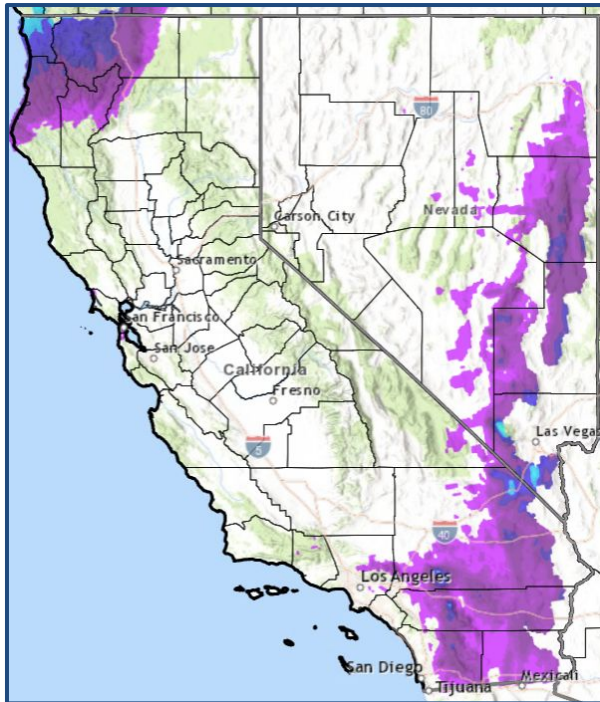 80
Nevada
Carson City
Sacramento
San Francisco
San Jose
California
Fresno
Las Vegas
5
40
Los Angeles
San Diego
Tijuana
Mexicali